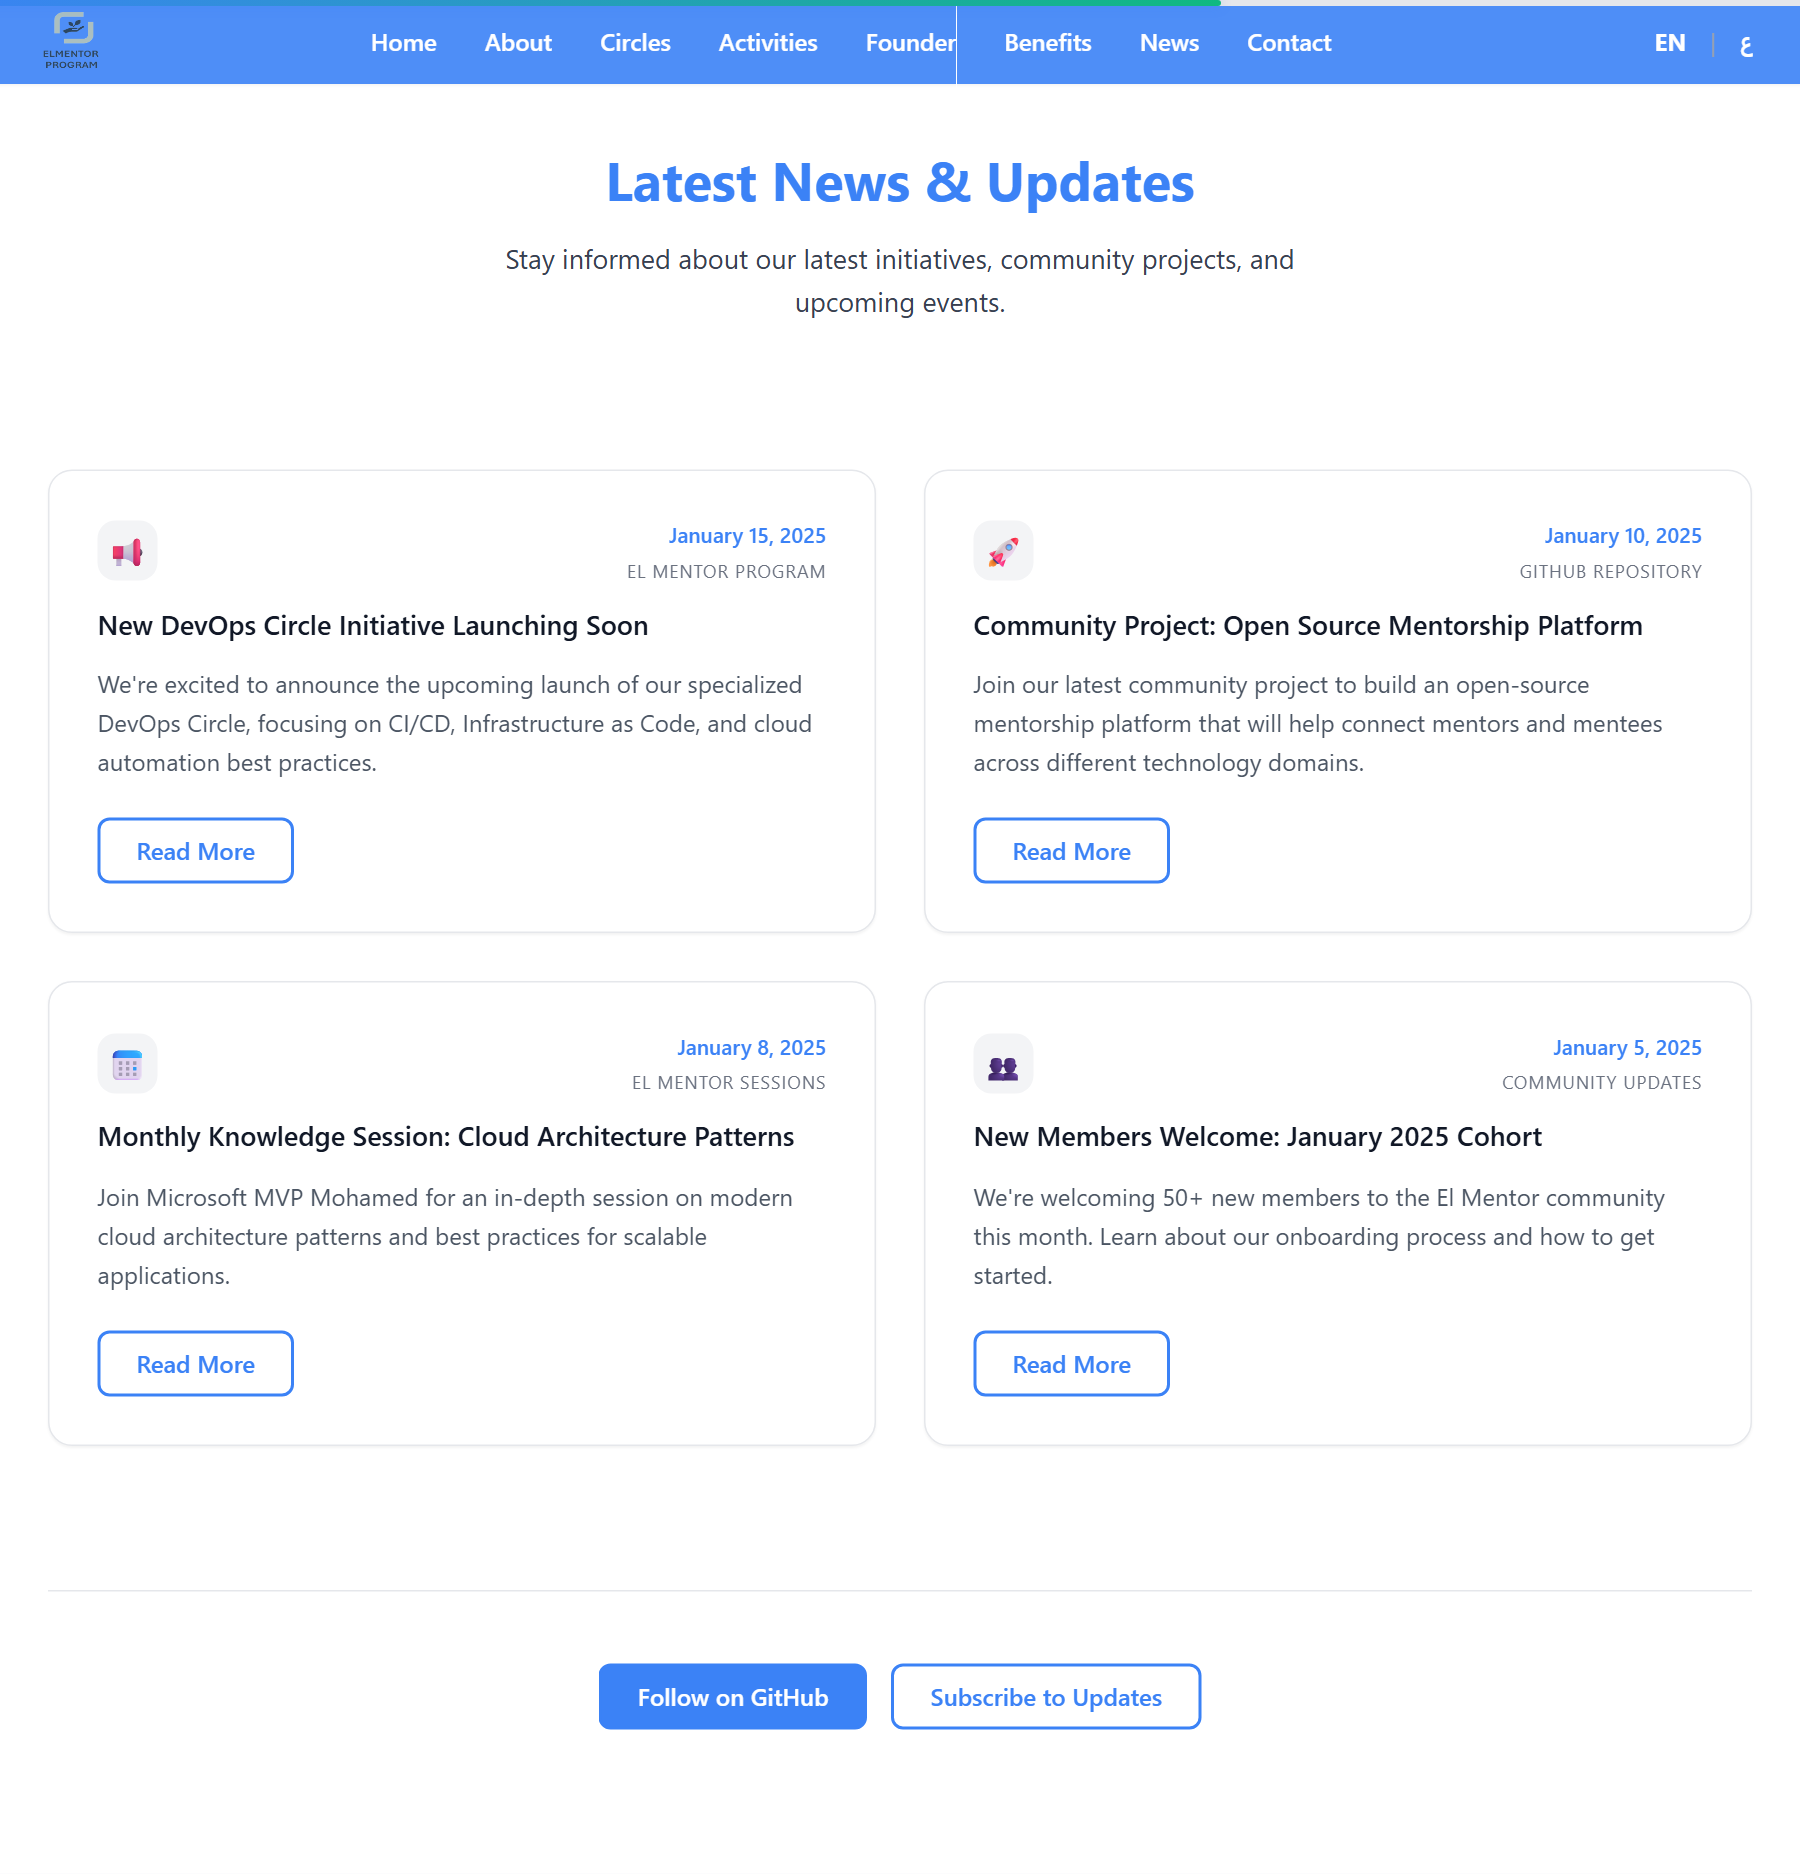 ELMENTOR
PROGRAM
Home About Circles Activities Founder Benefits News Contact
EN | ع
Latest News & Updates
Stay informed about our latest initiatives, community projects, and
upcoming events.
January 15, 2025
EL MENTOR PROGRAM
New DevOps Circle Initiative Launching Soon
We're excited to announce the upcoming launch of our specialized
DevOps Circle, focusing on CI/CD, Infrastructure as Code, and cloud
automation best practices.
Read More
January 10, 2025
GITHUB REPOSITORY
Community Project: Open Source Mentorship Platform
Join our latest community project to build an open-source
mentorship platform that will help connect mentors and mentees
across different technology domains.
Read More
January 8, 2025
EL MENTOR SESSIONS
Monthly Knowledge Session: Cloud Architecture Patterns
Join Microsoft MVP Mohamed for an in-depth session on modern
cloud architecture patterns and best practices for scalable
applications.
Read More
January 5, 2025
COMMUNITY UPDATES
New Members Welcome: January 2025 Cohort
We're welcoming 50+ new members to the El Mentor community
this month. Learn about our onboarding process and how to get
started.
Read More
Follow on GitHub
Subscribe to Updates